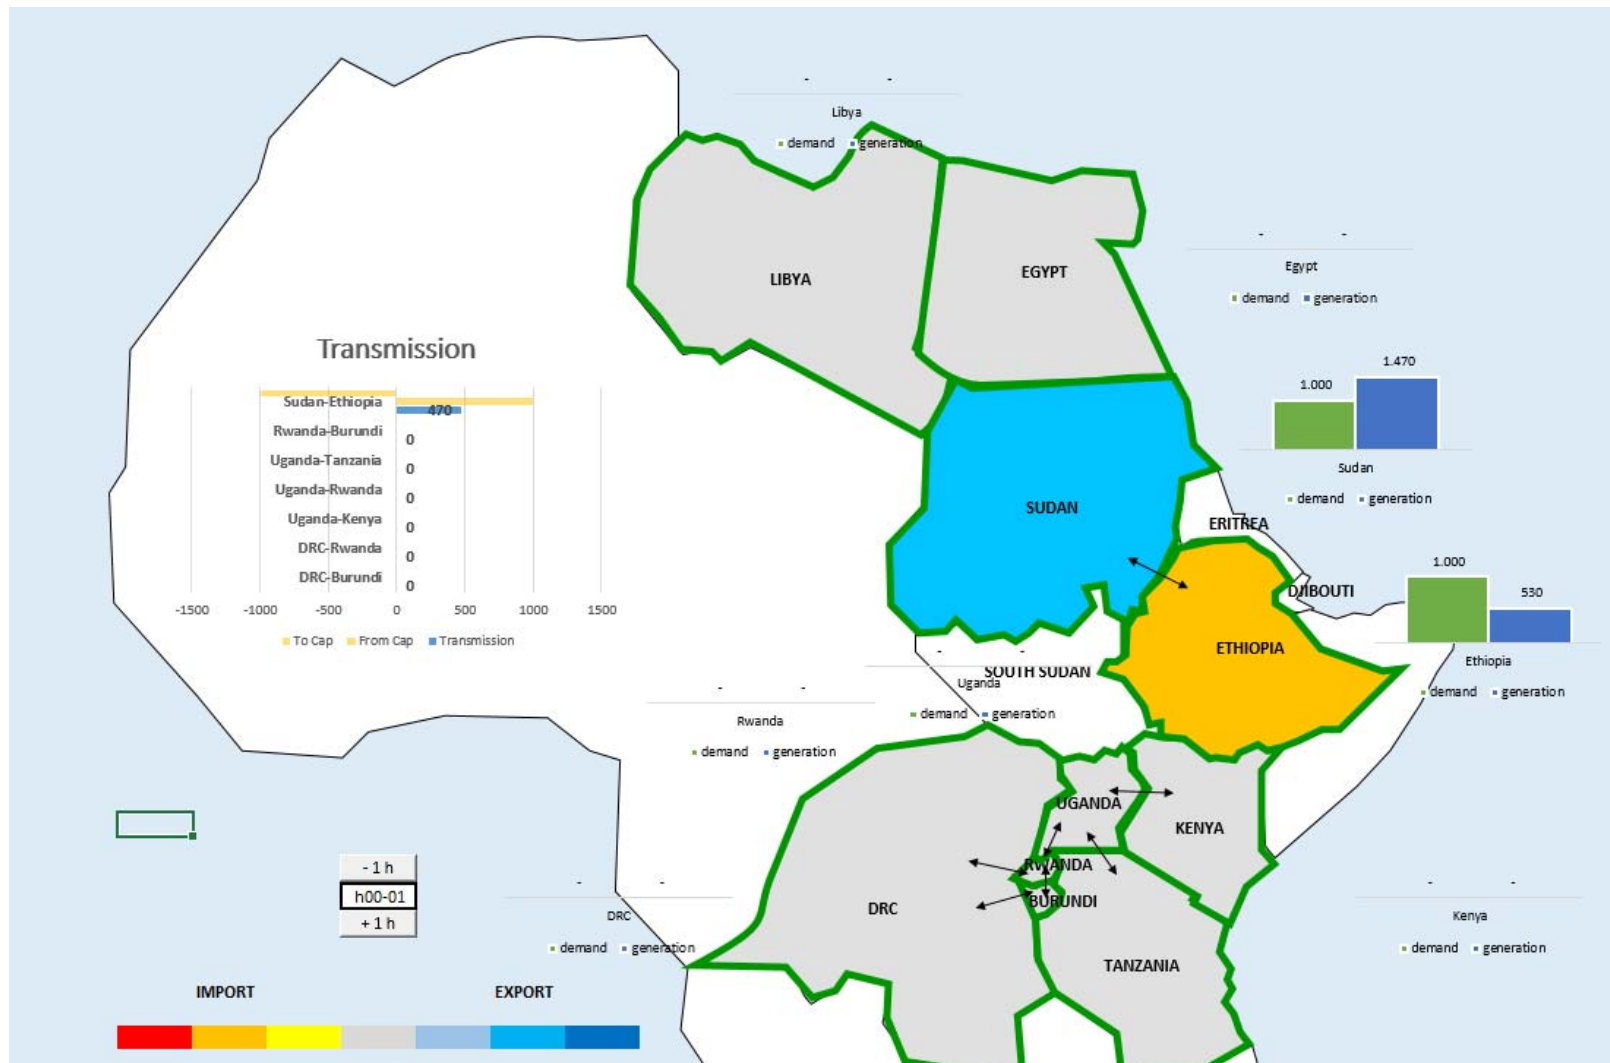 - -
Libya
demand generation
LIBYA
EGYPT
- -
Egypt
demand generation
Transmission
Sudan-Ethiopia
470
Rwanda-Burundi
0
Uganda-Tanzania
0
Uganda-Rwanda
0
Uganda-Kenya
0
DRC-Rwanda
0
DRC-Burundi
0
-1500 -1000 -500 0 500 1000 1500
To Cap From Cap Transmission
1.000 1.470
Sudan
demand generation
SUDAN
ERITREA
DJIBOUTI
1.000 530
Ethiopia
demand generation
ETHIOPIA
SOUTH SUDAN
- -
Uganda
demand generation
- -
Rwanda
demand generation
UGANDA
KENYA
RWANDA
BURUNDI
DRC
TANZANIA
- 1 h
h00-01
+ 1 h
- -
DRC
demand generation
- -
Kenya
demand generation
IMPORT EXPORT